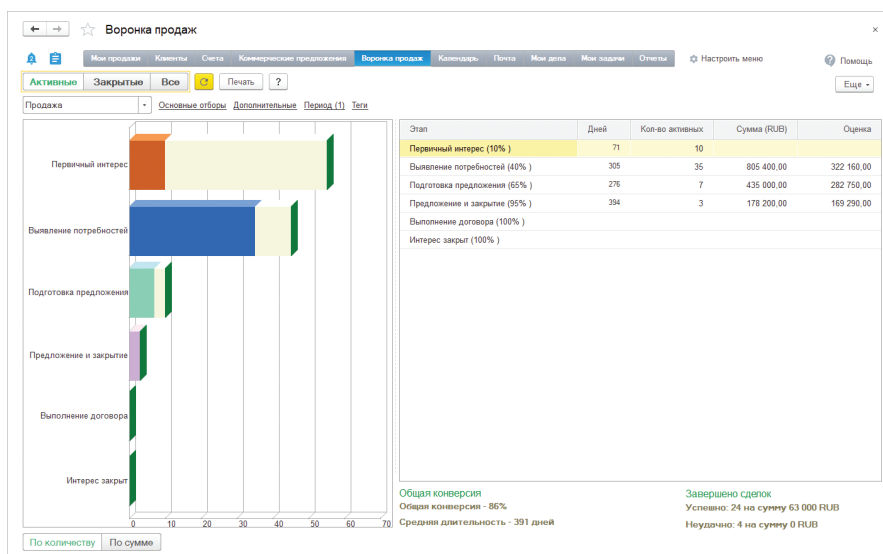 Воронка продаж
×
Мои продажи Клиенты Счета Коммерческие предложения Воронка продаж Календарь Почта Мои дела Мои задачи Отчеты Настроить меню Помощь
Активные Закрытые Все Печать ? Еще
Продажа Основные отборы Дополнительные Период (1) Теги
Этап Дней Кол-во активных Сумма (RUB) Оценка
Первичный интерес (10% ) 71 10
Выявление потребностей (40% ) 305 35 805 400,00 322 160,00
Подготовка предложения (65% ) 276 7 435 000,00 282 750,00
Предложение и закрытие (95% ) 394 3 178 200,00 169 290,00
Выполнение договора (100% )
Интерес закрыт (100% )
Первичный интерес
Выявление потребностей
Подготовка предложения
Предложение и закрытие
Выполнение договора
Интерес закрыт
0 10 20 30 40 50 60 70
Общая конверсия
Общая конверсия - 86%
Средняя длительность - 391 дней
Завершено сделок
Успешно: 24 на сумму 63 000 RUB
Неудачно: 4 на сумму 0 RUB
По количеству По сумме